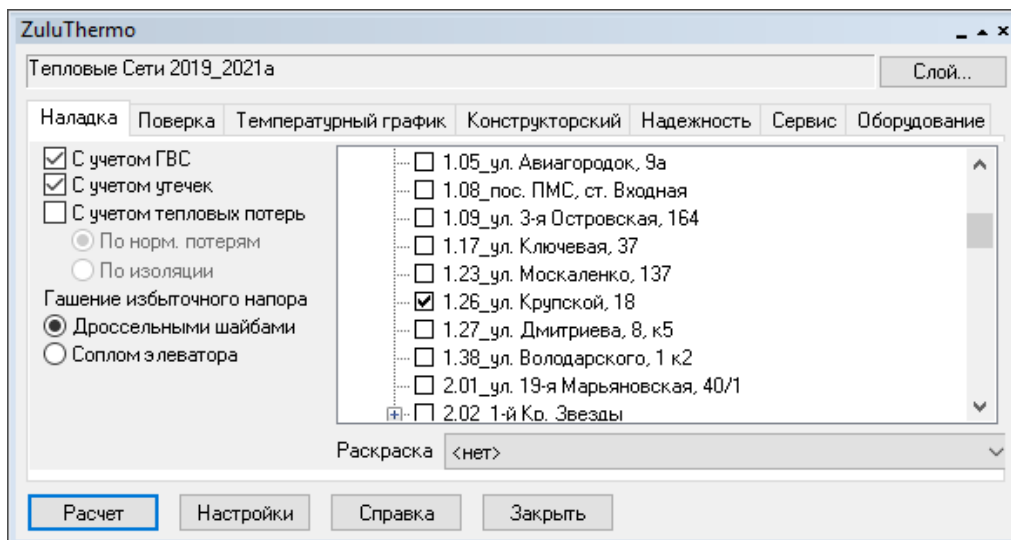 ZuluThermo
Тепловые Сети 2019_2021а
Слой...
Наладка Поверка Температурный график Конструкторский Надежность Сервис Оборудование
С учетом ГВС
С учетом утечек
С учетом тепловых потерь
По норм. потерям
По изоляции
Гашение избыточного напора
Дроссельными шайбами
Соплом элеватора
1.05_ул. Авиагородок, 9а
1.08_пос. ПМС, ст. Входная
1.09_ул. 3-я Островская, 164
1.17_ул. Ключевая, 37
1.23_ул. Москаленко, 137
1.26_ул. Крупской, 18
1.27_ул. Дмитриева, 8, к5
1.38_ул. Володарского, 1 к2
2.01_ул. 19-я Марьяновская, 40/1
2.02_1-й Кр. Звезды
Раскраска <нет>
Расчет Настройки Справка Закрыть